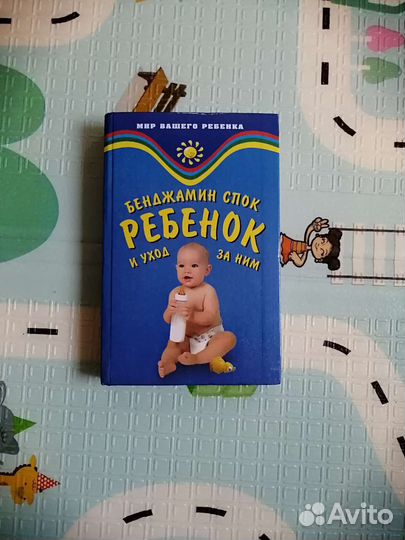 МИР ВАШЕГО РЕБЕНКА
БЕНДЖАМИН СПОК
РЕБЕНОК
И УХОД ЗА НИМ
Avito